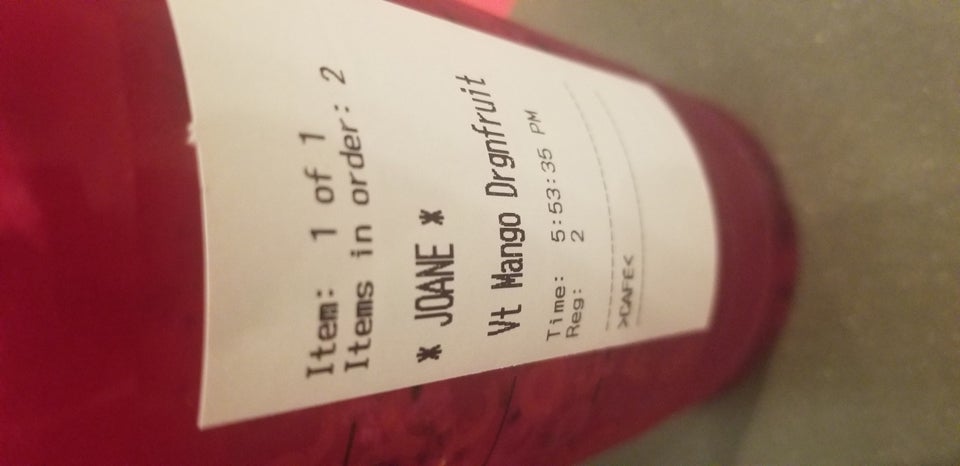 Item: 1 of 1
Items in order: 2
* JOANE *
Vt Mango Drgnfruit
Time: 5:53:35 PM
Reg: 2
>CAFE<